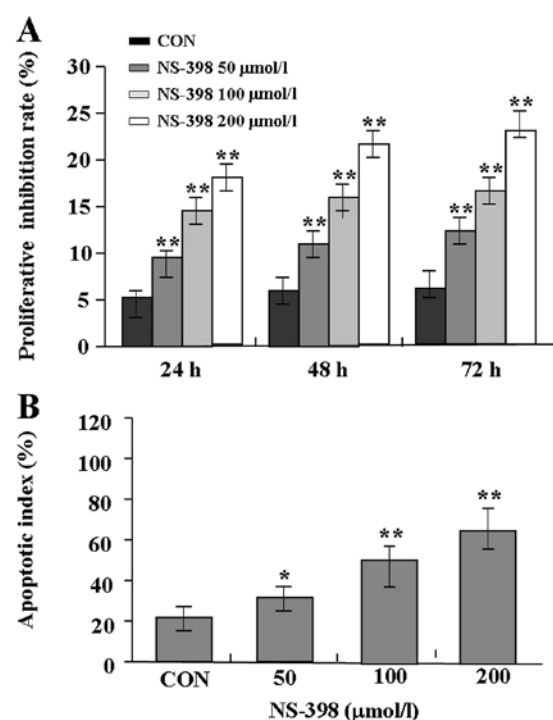 A
CON
NS-398 50 μmol/l
NS-398 100 μmol/l
NS-398 200 μmol/l
Proliferative inhibition rate (%)
30
25
20
15
10
5
0
** ** **
** ** **
** ** **
24 h 48 h 72 h
B
Apoptotic index (%)
120
100
80
60
40
20
0
* ** **
CON 50 100 200
NS-398 (μmol/l)